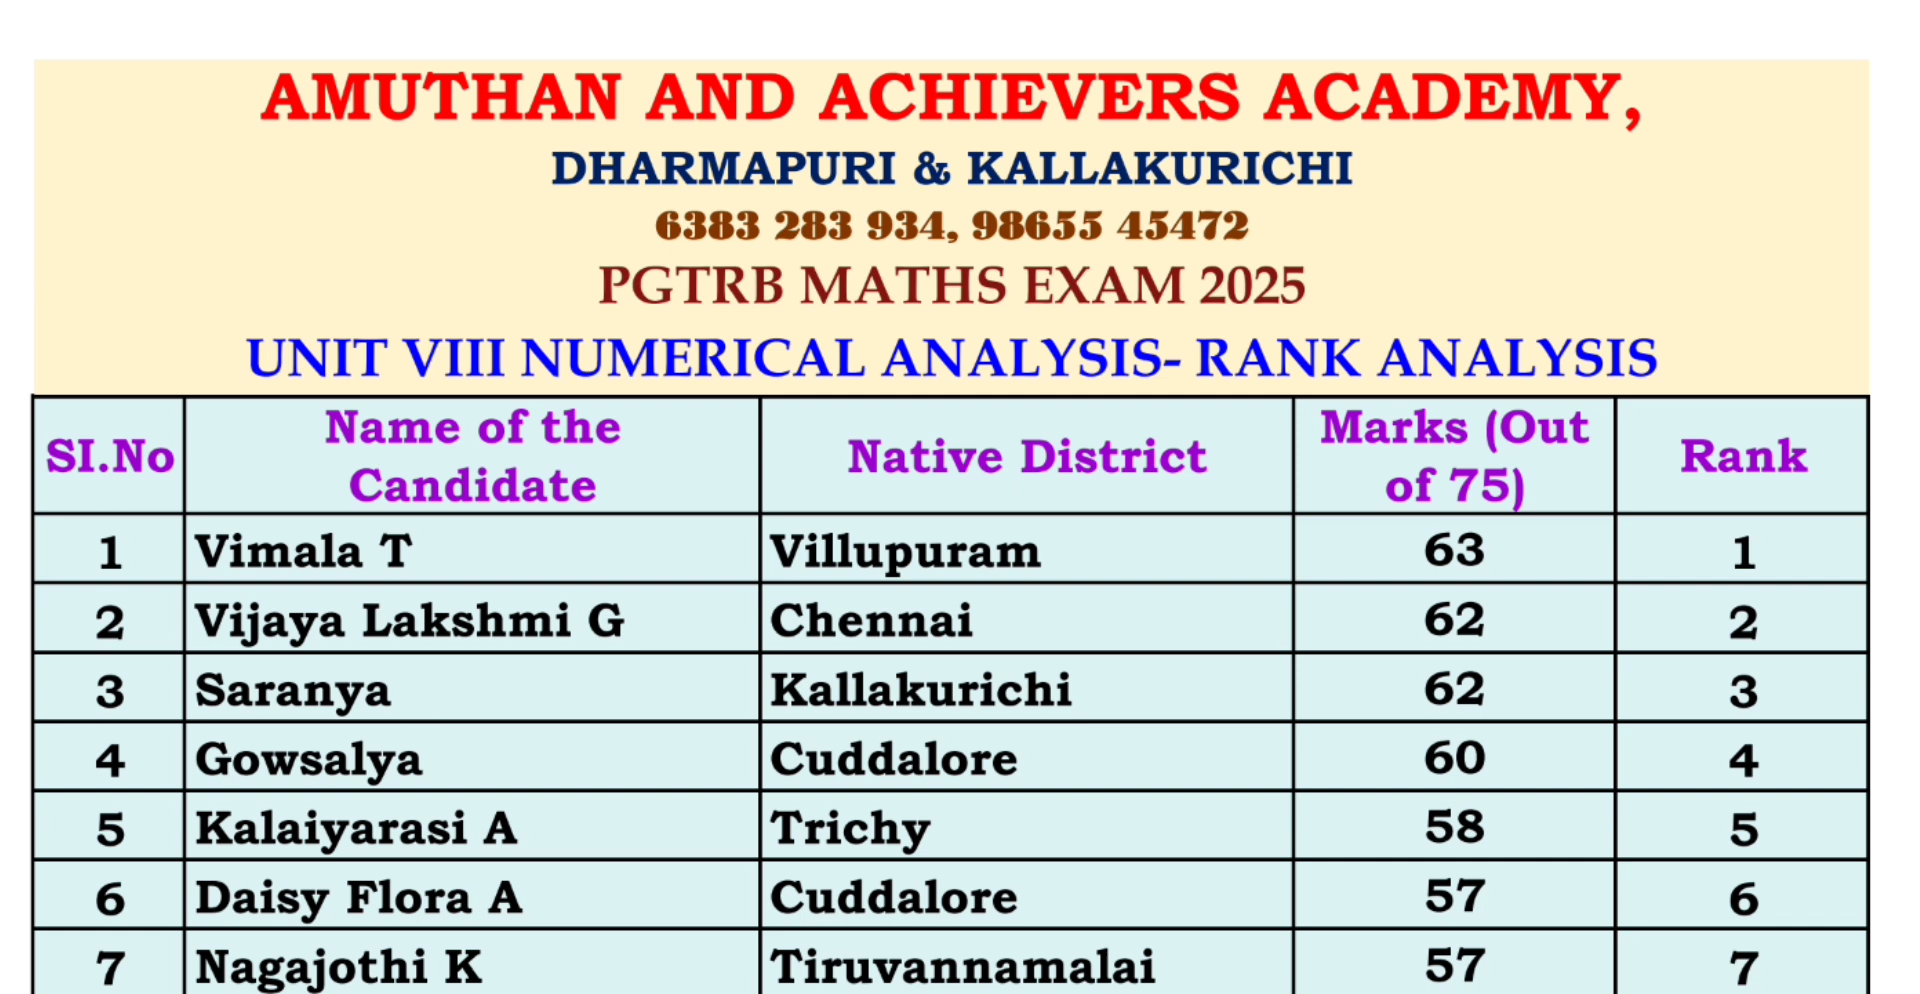 AMUTHAN AND ACHIEVERS ACADEMY,
DHARMAPURI & KALLAKURICHI
6383 283 934, 98655 45472
PGTRB MATHS EXAM 2025
UNIT VIII NUMERICAL ANALYSIS- RANK ANALYSIS
SI.No Name of the Candidate Native District Marks (Out of 75) Rank
1 Vimala T Villupuram 63 1
2 Vijaya Lakshmi G Chennai 62 2
3 Saranya Kallakurichi 62 3
4 Gowsalya Cuddalore 60 4
5 Kalaiyarasi A Trichy 58 5
6 Daisy Flora A Cuddalore 57 6
7 Nagajothi K Tiruvannamalai 57 7